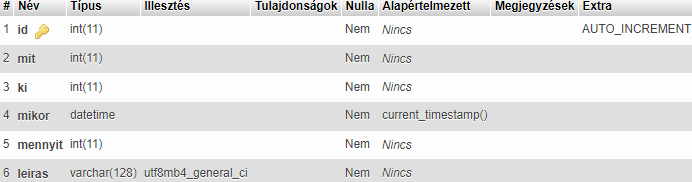 # Név Típus Illesztés Tulajdonságok Nulla Alapértelmezett Megjegyzések Extra
1 id int(11) Nem Nincs AUTO_INCREMENT
2 mit int(11) Nem Nincs
3 ki int(11) Nem Nincs
4 mikor datetime Nem current_timestamp()
5 mennyit int(11) Nem Nincs
6 leiras varchar(128) utf8mb4_general_ci Nem Nincs